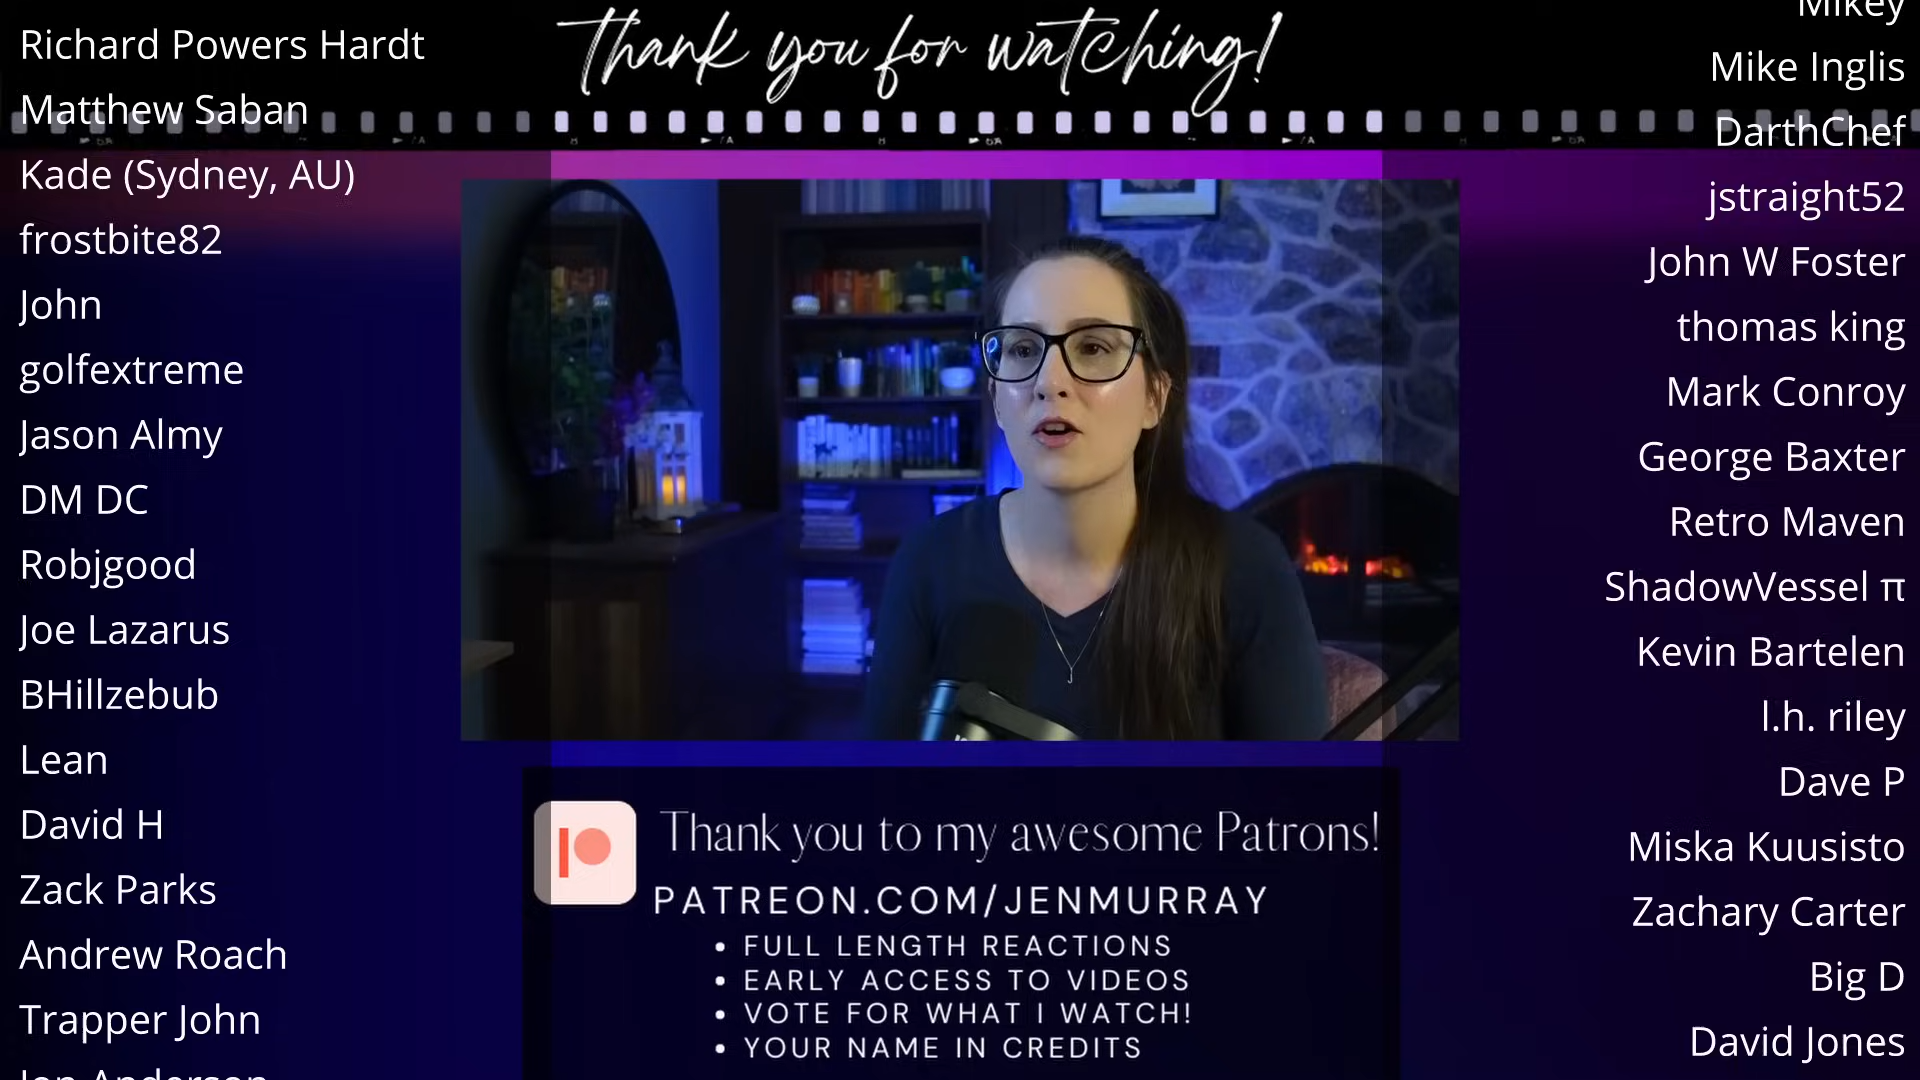 Thank you for watching!
Richard Powers Hardt
Matthew Saban
Kade (Sydney, AU)
frostbite82
John
golfextreme
Jason Almy
DM DC
Robjgood
Joe Lazarus
BHillzebub
Lean
David H
Zack Parks
Andrew Roach
Trapper John
Jon Anderson
Thank you to my awesome Patrons!
PATREON.COM/JENMURRAY
• FULL LENGTH REACTIONS
• EARLY ACCESS TO VIDEOS
• VOTE FOR WHAT I WATCH!
• YOUR NAME IN CREDITS
Mikey
Mike Inglis
DarthChef
jstraight52
John W Foster
thomas king
Mark Conroy
George Baxter
Retro Maven
ShadowVessel π
Kevin Bartelen
l.h. riley
Dave P
Miska Kuusisto
Zachary Carter
Big D
David Jones